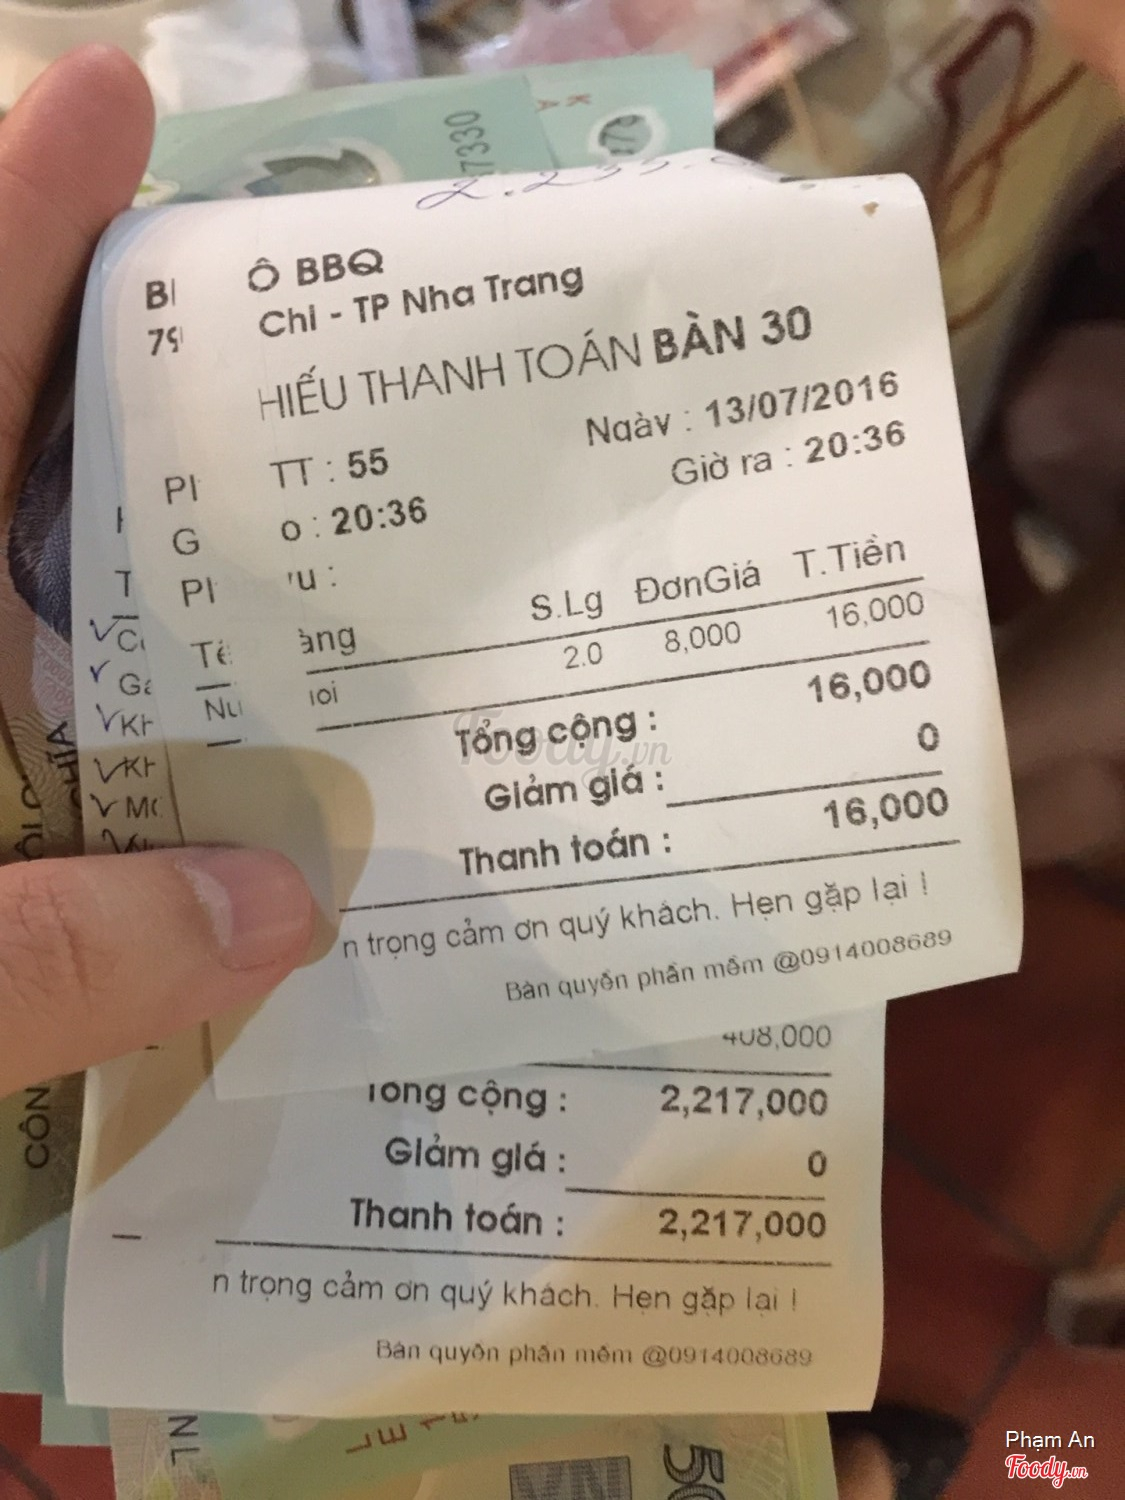 Ô BBQ
Chi - TP Nha Trang
HIẾU THANH TOÁN BÀN 30
Ngày : 13/07/2016
TT : 55
Giờ ra : 20:36
: 20:36
S.Lg ĐơnGiá T.Tiền
2.0 8,000 16,000
Tổng cộng : 16,000
Giảm giá : 0
Thanh toán : 16,000
n trọng cảm ơn quý khách. Hẹn gặp lại !
Bản quyền phần mềm @0914008689
408,000
Tổng cộng : 2,217,000
Giảm giá : 0
Thanh toán : 2,217,000
n trọng cảm ơn quý khách. Hẹn gặp lại !
Bản quyền phần mềm @0914008689
Foody.vn
Phạm An
Foody.vn